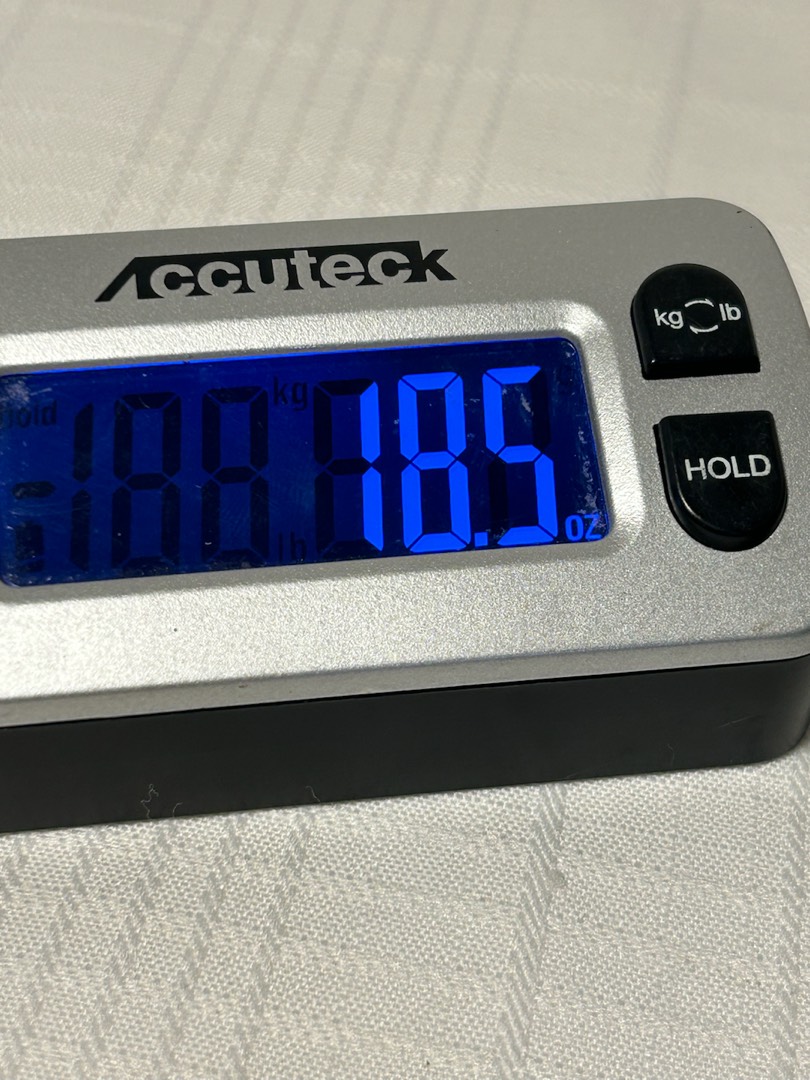 Accuteck
kg lb
Hold
kg
18.5 oz
lb
HOLD